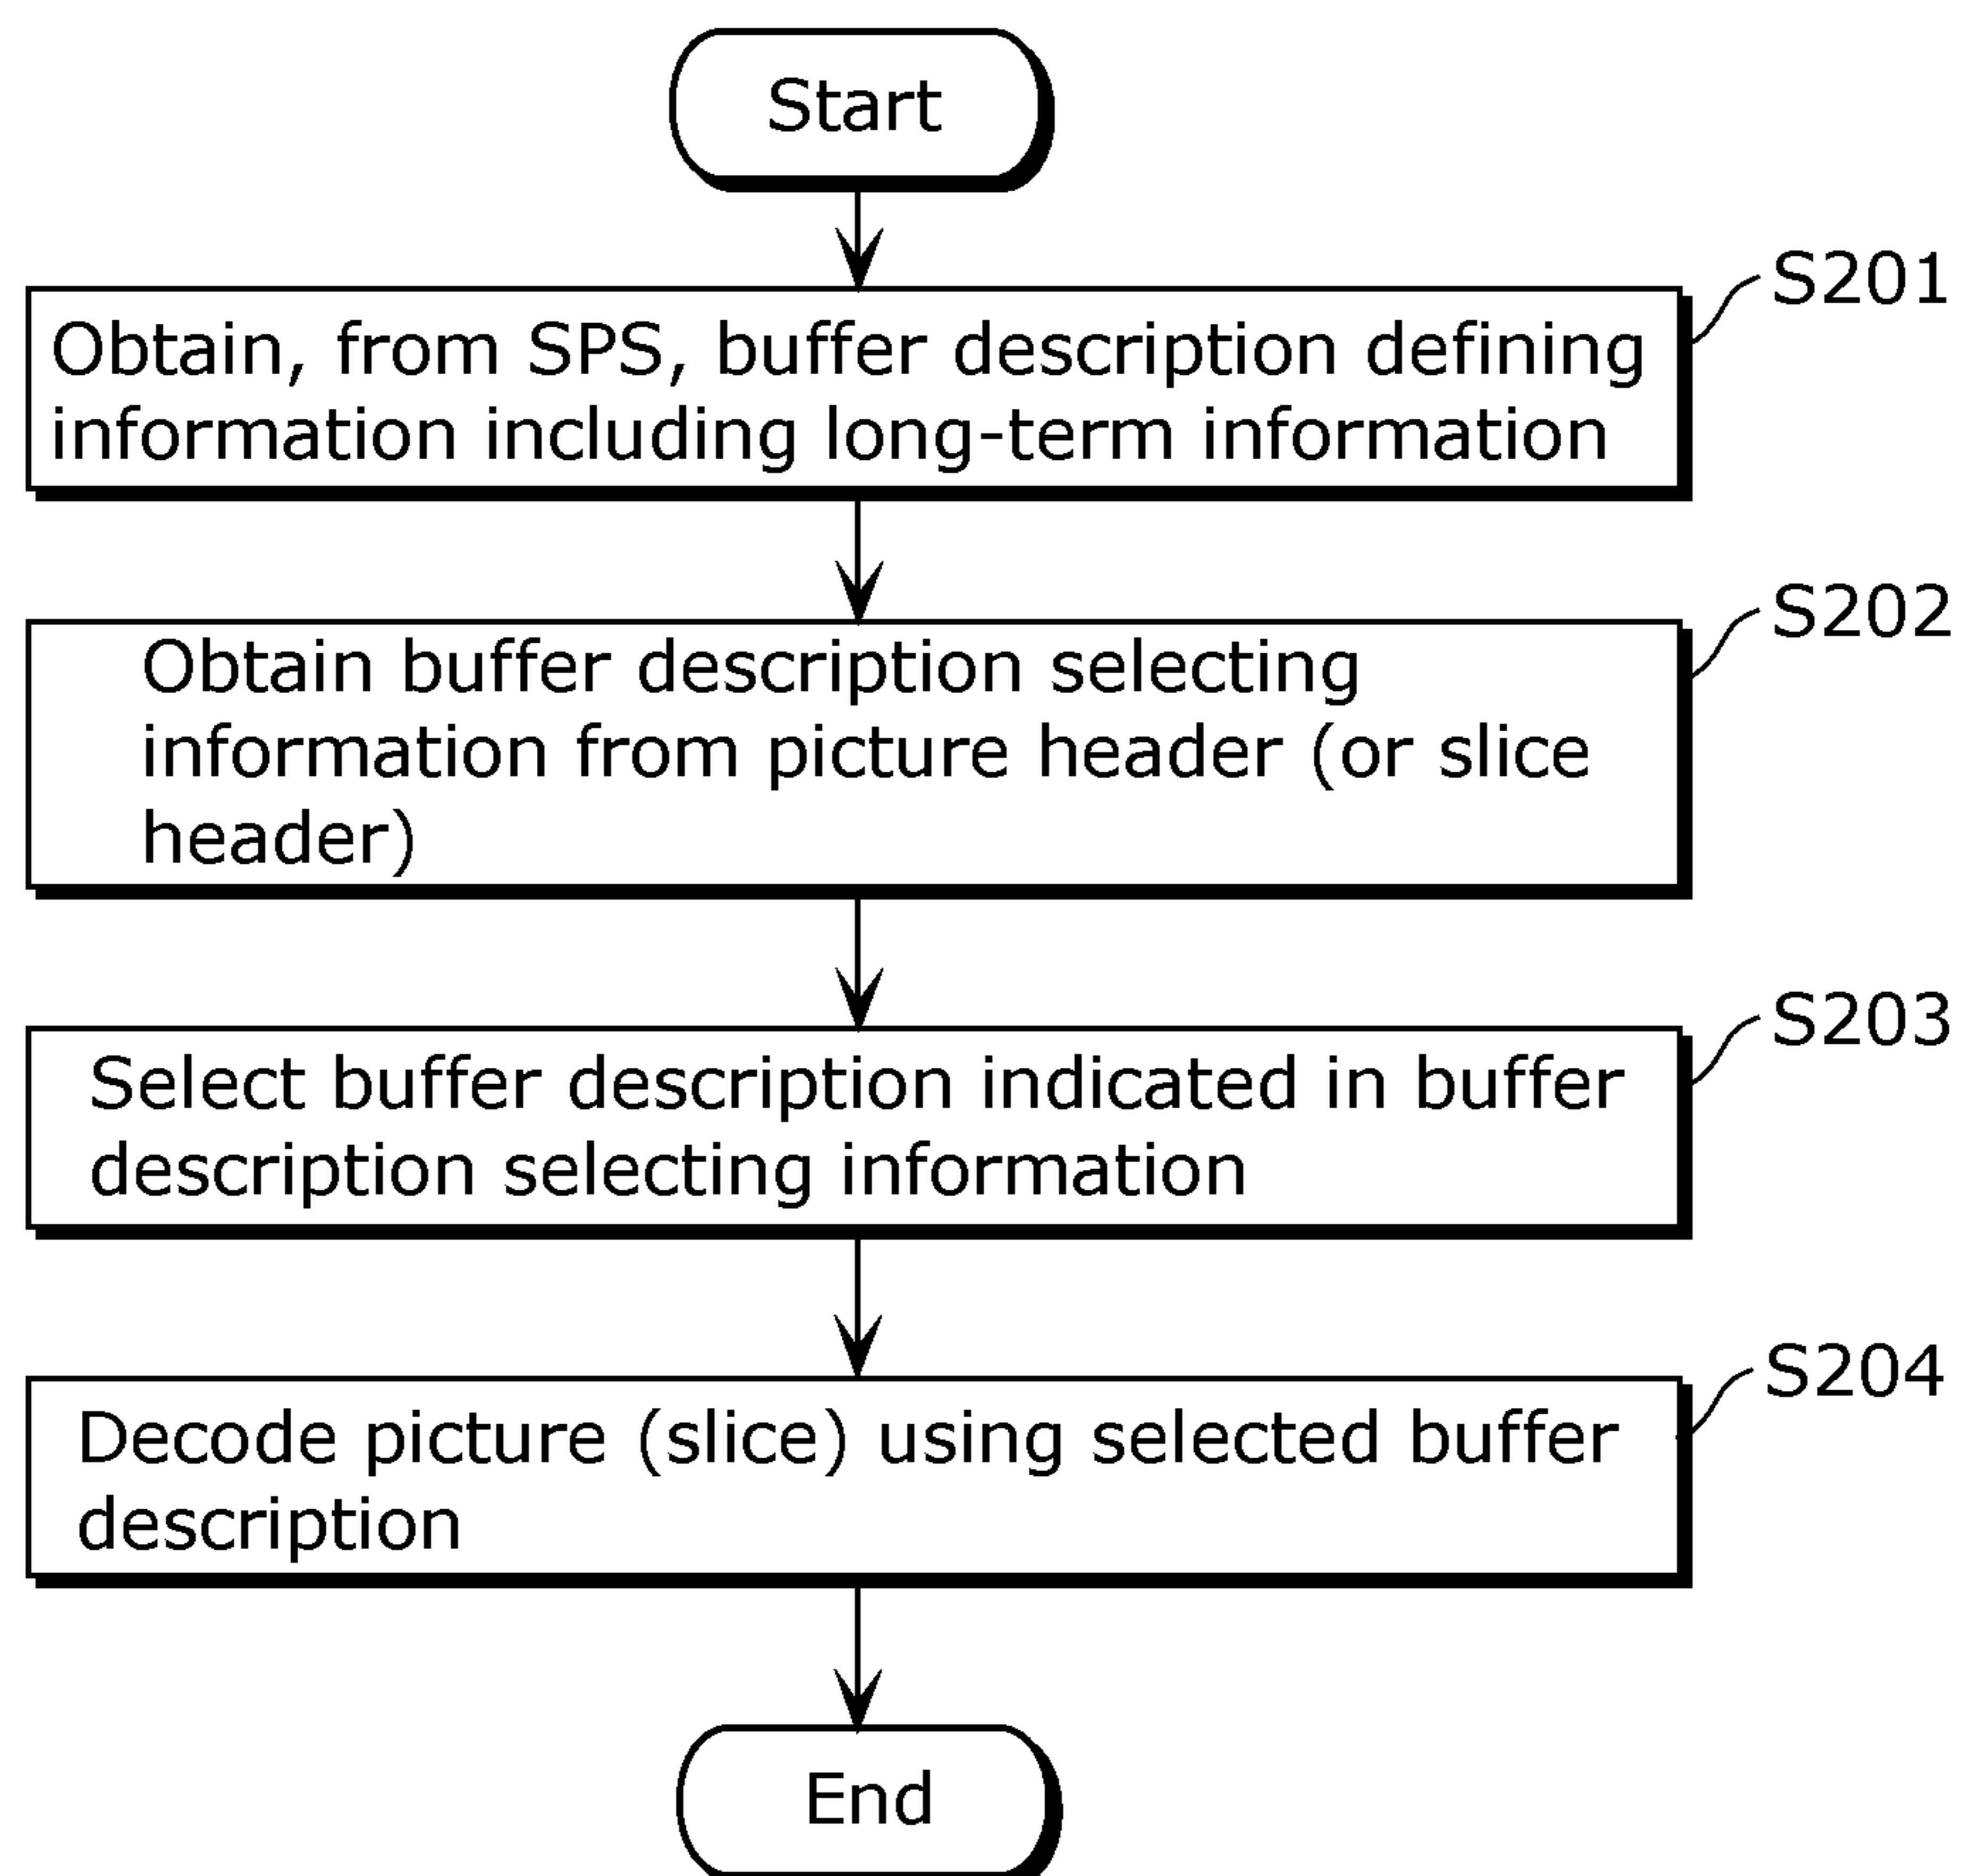 Start
S201
Obtain, from SPS, buffer description defining
information including long-term information
S202
Obtain buffer description selecting
information from picture header (or slice
header)
S203
Select buffer description indicated in buffer
description selecting information
S204
Decode picture (slice) using selected buffer
description
End